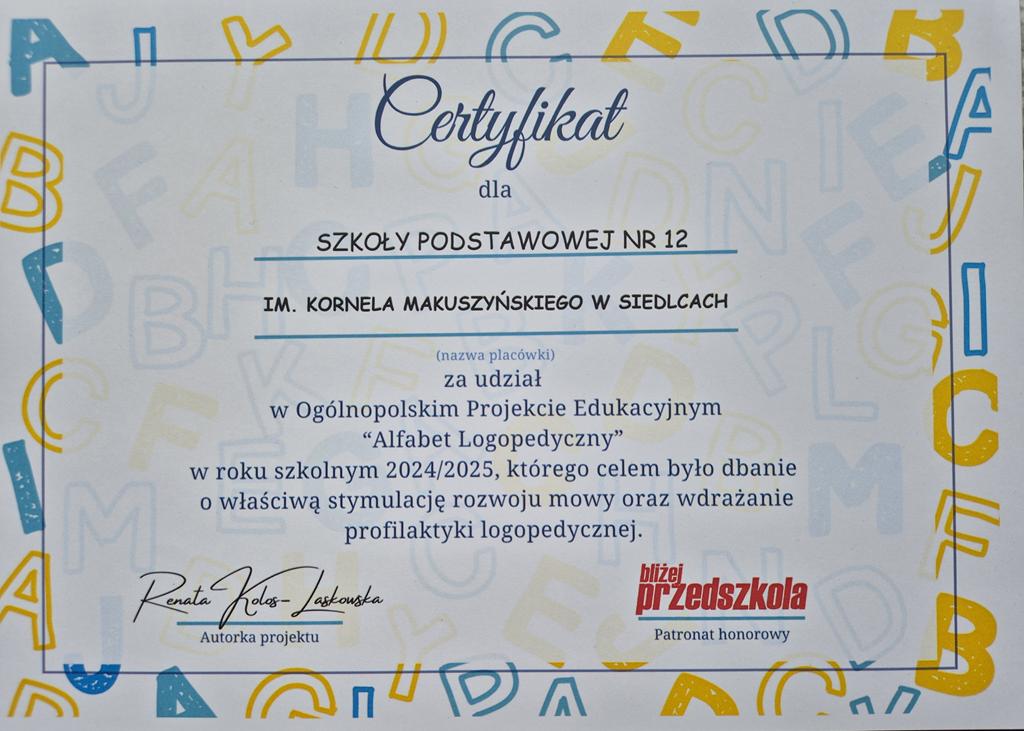 Certyfikat
dla
SZKOŁY PODSTAWOWEJ NR 12
IM. KORNELA MAKUSZYŃSKIEGO W SIEDLCACH
(nazwa placówki)
za udział
w Ogólnopolskim Projekcie Edukacyjnym
“Alfabet Logopedyczny”
w roku szkolnym 2024/2025, którego celem było dbanie
o właściwą stymulację rozwoju mowy oraz wdrażanie
profilaktyki logopedycznej.
Renata Kolos-Laskowska
Autorka projektu
bliżej
przedszkola
Patronat honorowy